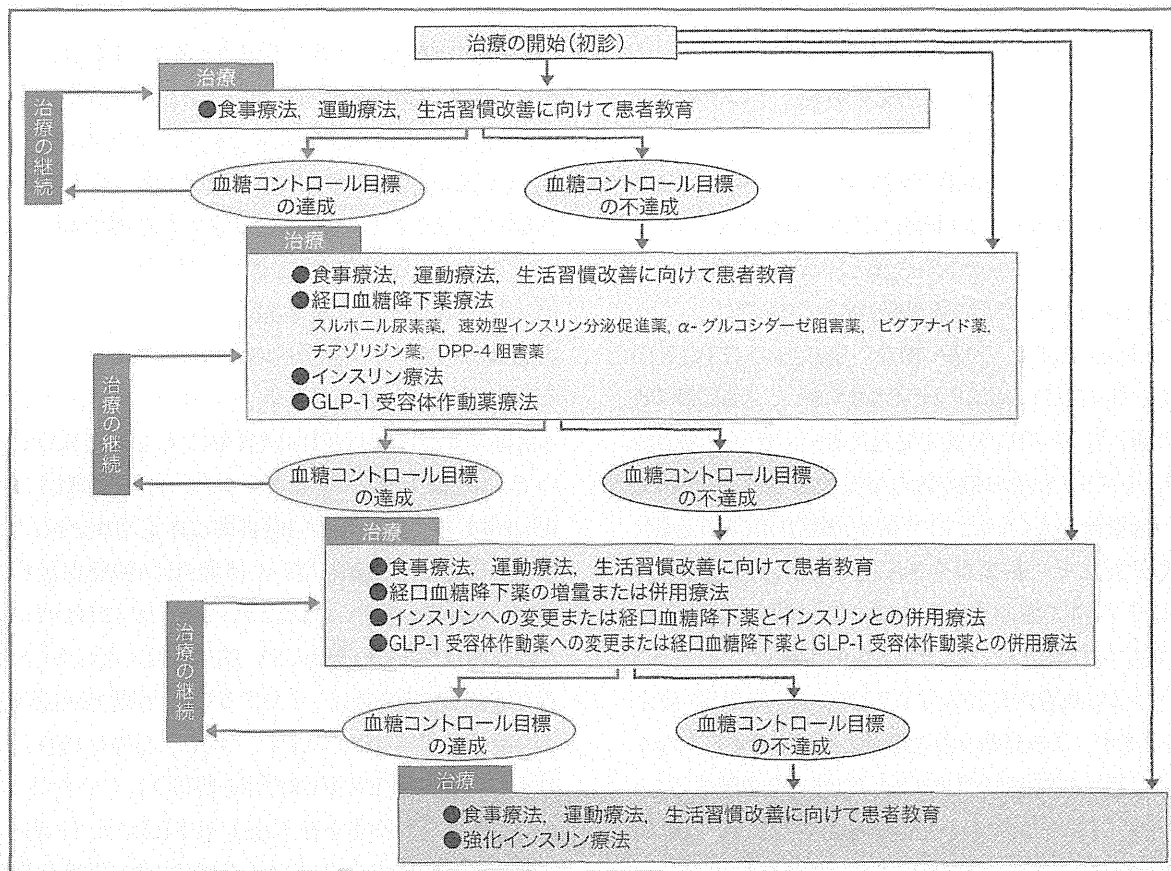 治療の開始(初診)
治療
●食事療法,運動療法,生活習慣改善に向けて患者教育
治療の継続
血糖コントロール目標
の達成
血糖コントロール目標
の不達成
治療
●食事療法,運動療法,生活習慣改善に向けて患者教育
●経口血糖降下薬療法
スルホニル尿素薬,速効型インスリン分泌促進薬,α-グルコシダーゼ阻害薬,ビグアナイド薬,
チアゾリジン薬,DPP-4阻害薬
●インスリン療法
●GLP-1受容体作動薬療法
治療の継続
血糖コントロール目標
の達成
血糖コントロール目標
の不達成
治療
●食事療法,運動療法,生活習慣改善に向けて患者教育
●経口血糖降下薬の増量または併用療法
●インスリンへの変更または経口血糖降下薬とインスリンとの併用療法
●GLP-1受容体作動薬への変更または経口血糖降下薬とGLP-1受容体作動薬との併用療法
治療の継続
血糖コントロール目標
の達成
血糖コントロール目標
の不達成
治療
●食事療法,運動療法,生活習慣改善に向けて患者教育
●強化インスリン療法